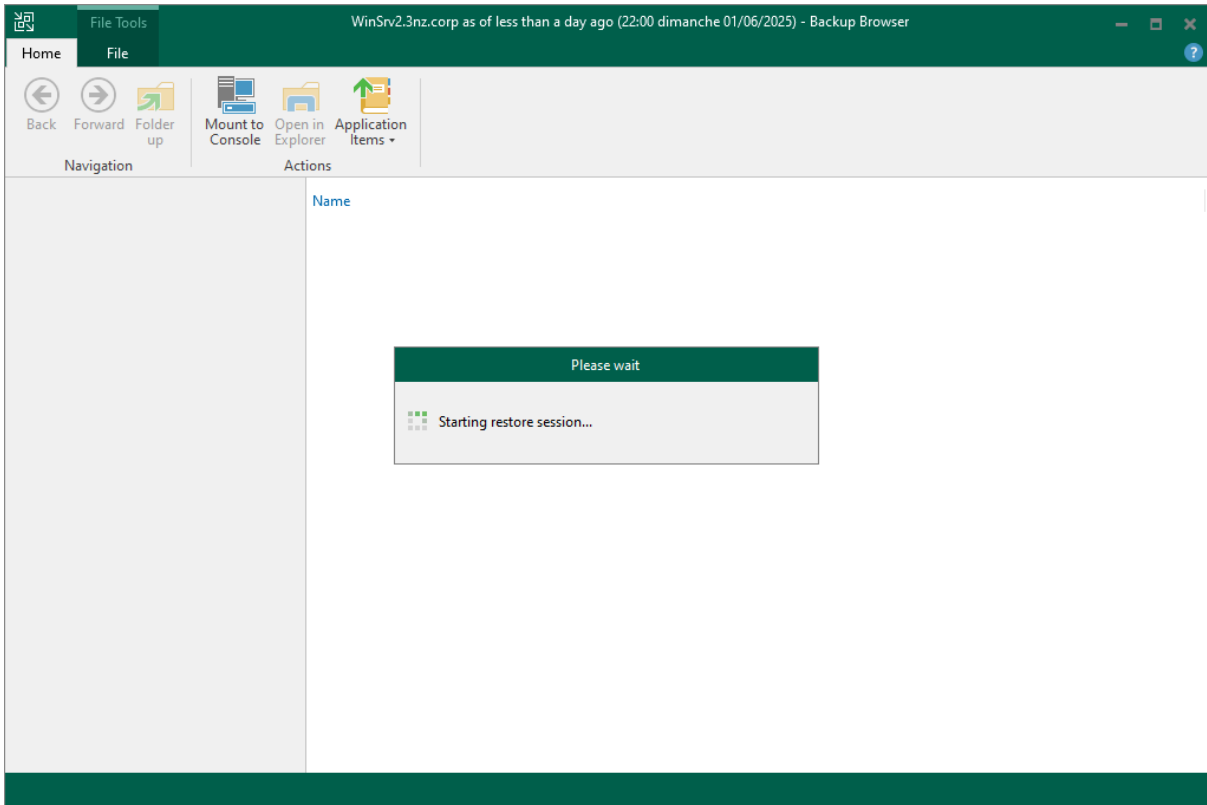 File Tools
WinSrv2.3nz.corp as of less than a day ago (22:00 dimanche 01/06/2025) - Backup Browser
Home
File
?
Back
Forward
Folder
up
Mount to
Console
Open in
Explorer
Application
Items
Navigation
Actions
Name
Please wait
Starting restore session...